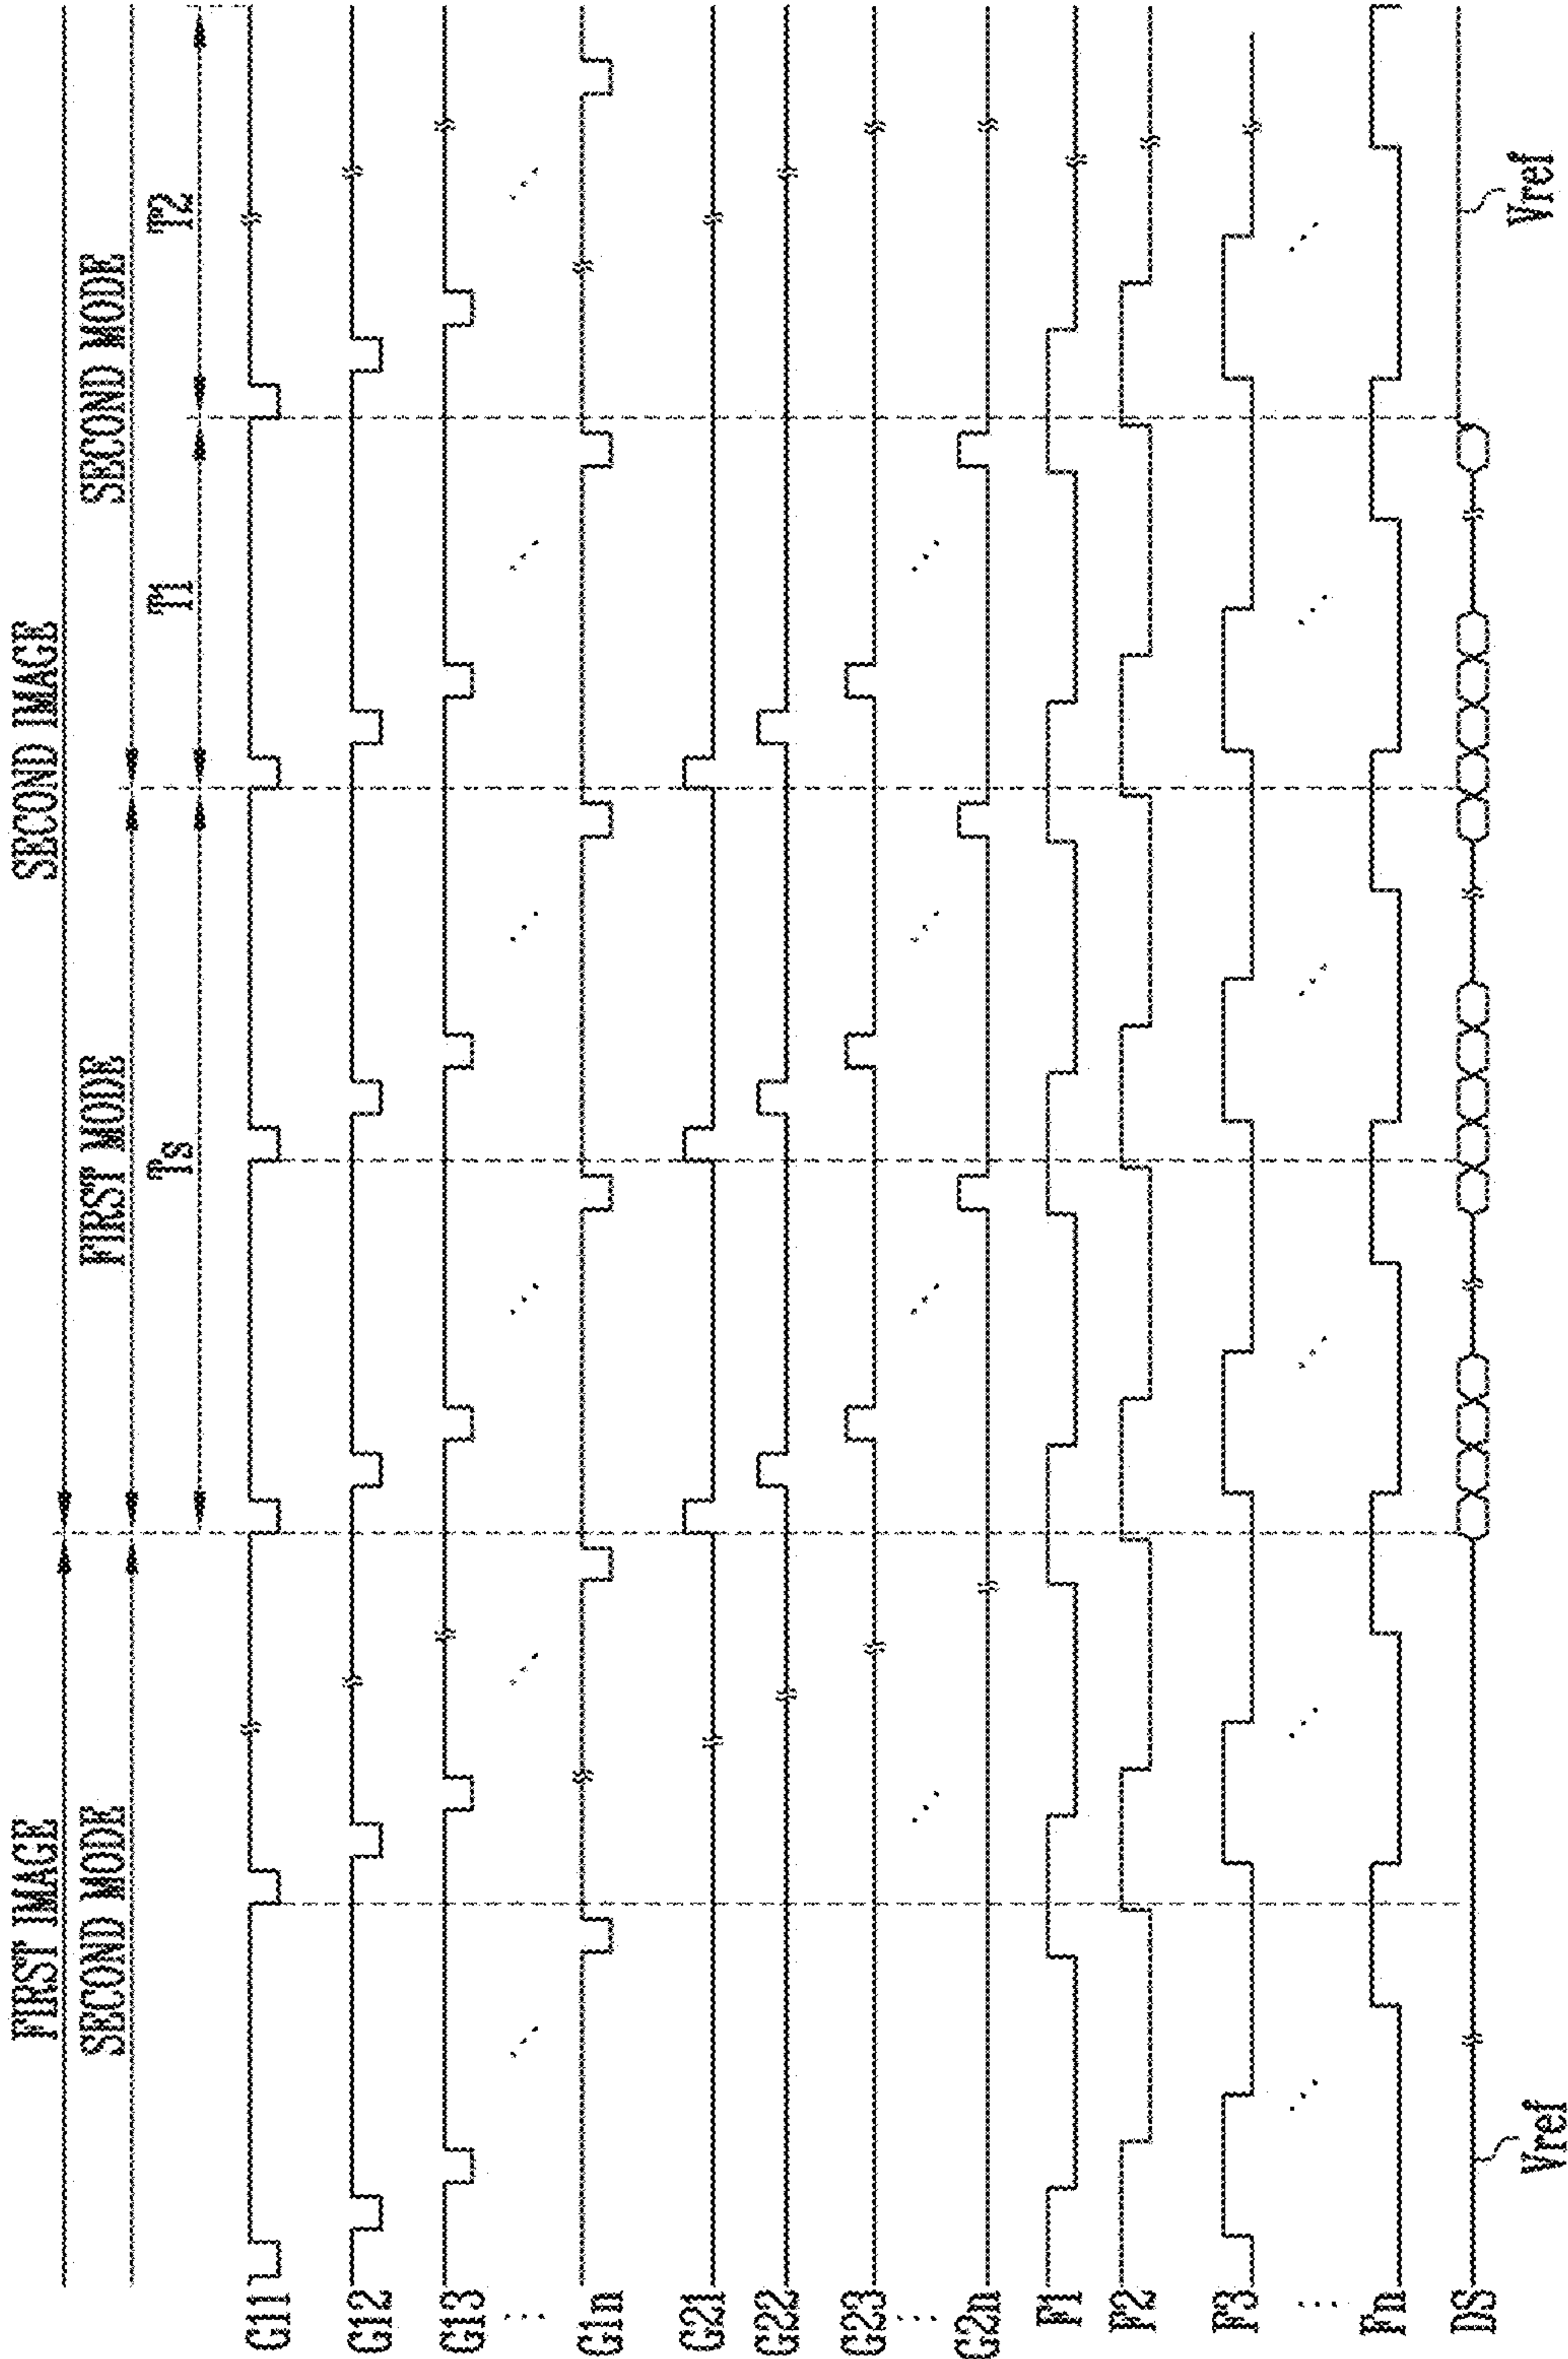 FIRST IMAGE
SECOND IMAGE
SECOND MODE
FIRST MODE
SECOND MODE
Ts
T1
T2
G11
G12
G13
⋮
G1n
G21
G22
G23
⋮
G2n
F1
F2
F3
⋮
Fn
DS
Vref
Vref